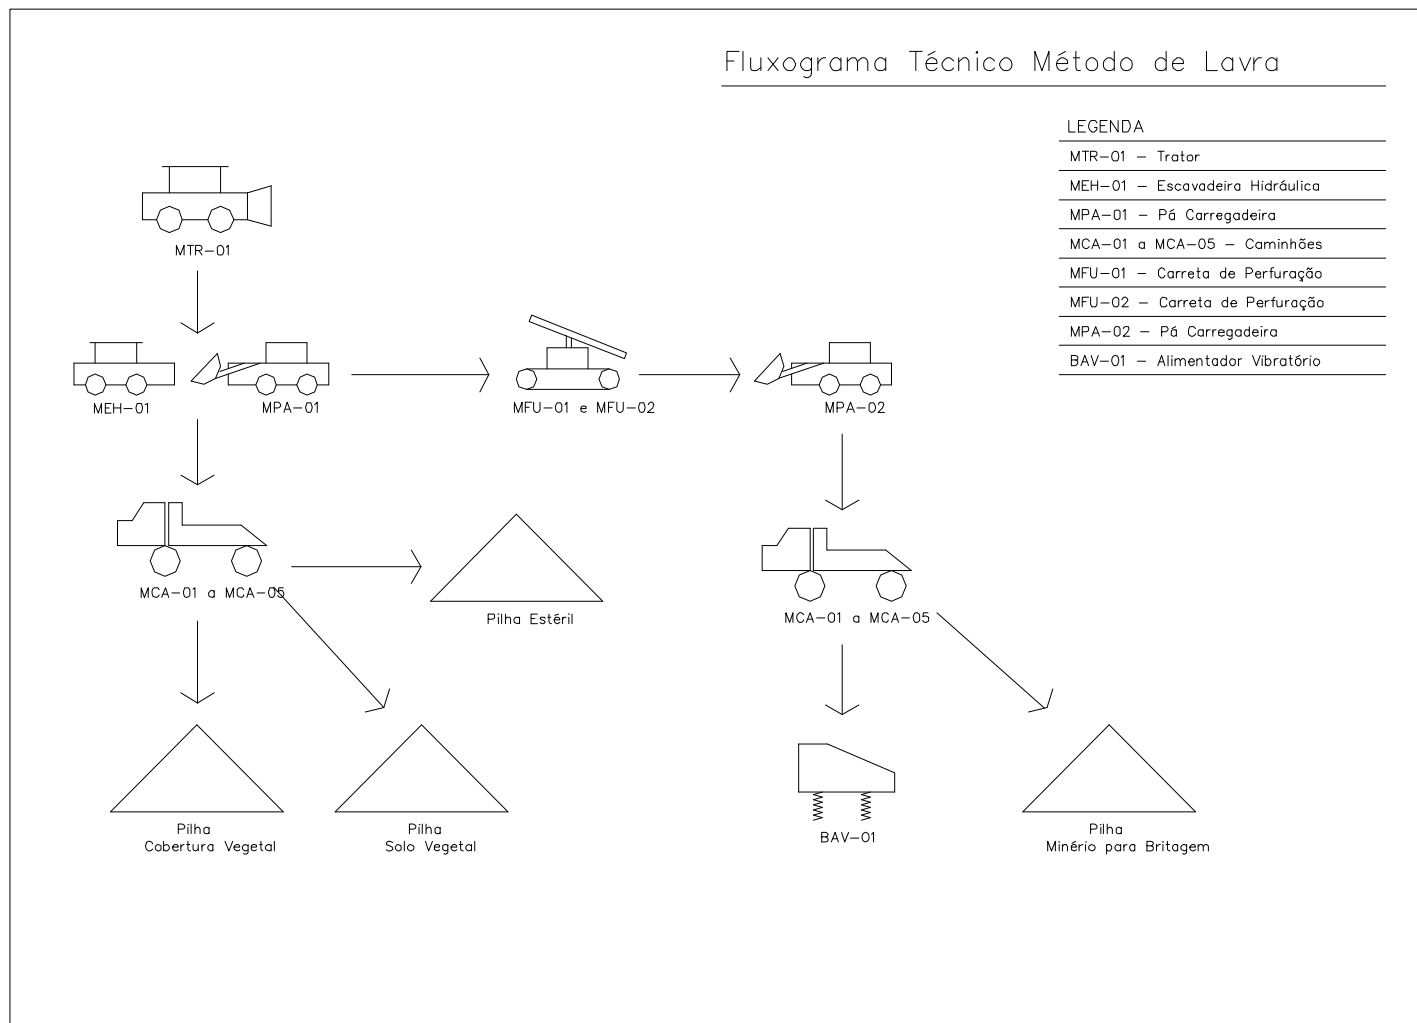 Fluxograma Técnico Método de Lavra
LEGENDA
MTR-01 - Trator
MEH-01 - Escavadeira Hidráulica
MPA-01 - Pá Carregadeira
MCA-01 a MCA-05 - Caminhões
MFU-01 - Carreta de Perfuração
MFU-02 - Carreta de Perfuração
MPA-02 - Pá Carregadeira
BAV-01 - Alimentador Vibratório
MTR-01
MEH-01
MPA-01
MFU-01 e MFU-02
MPA-02
MCA-01 a MCA-05
Pilha Estéril
MCA-01 a MCA-05
Pilha
Cobertura Vegetal
Pilha
Solo Vegetal
BAV-01
Pilha
Minério para Britagem